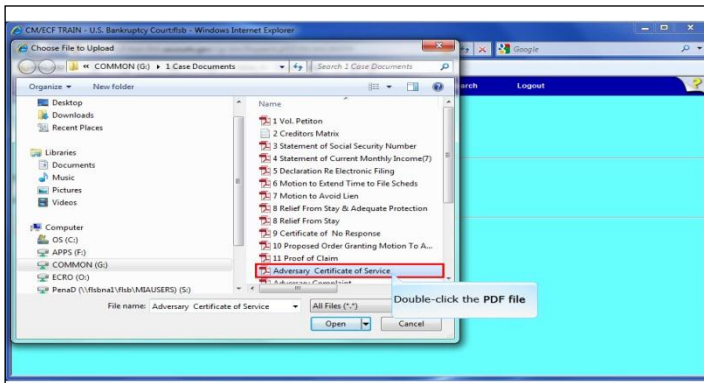 CM/ECF TRAIN - U.S. Bankruptcy Court:flsb - Windows Internet Explorer
Choose File to Upload
« COMMON (G:) ▸ 1 Case Documents
Search 1 Case Documents
Google
Organize
New folder
Logout
Desktop
Downloads
Recent Places
Libraries
Documents
Music
Pictures
Videos
Computer
OS (C:)
APPS (F:)
COMMON (G:)
ECRO (O:)
PenaD (\\flsbna1\flsb\MIAUSERS) (S:)
Name
1 Vol. Petiton
2 Creditors Matrix
3 Statement of Social Security Number
4 Statement of Current Monthly Income(7)
5 Declaration Re Electronic Filing
6 Motion to Extend Time to File Scheds
7 Motion to Avoid Lien
8 Relief From Stay & Adequate Protection
8 Relief From Stay
9 Certificate of No Response
10 Proposed Order Granting Motion To A...
11 Proof of Claim
Adversary Certificate of Service
Adversary Complaint
Double-click the PDF file
File name: Adversary Certificate of Service
All Files (*.*)
Open
Cancel